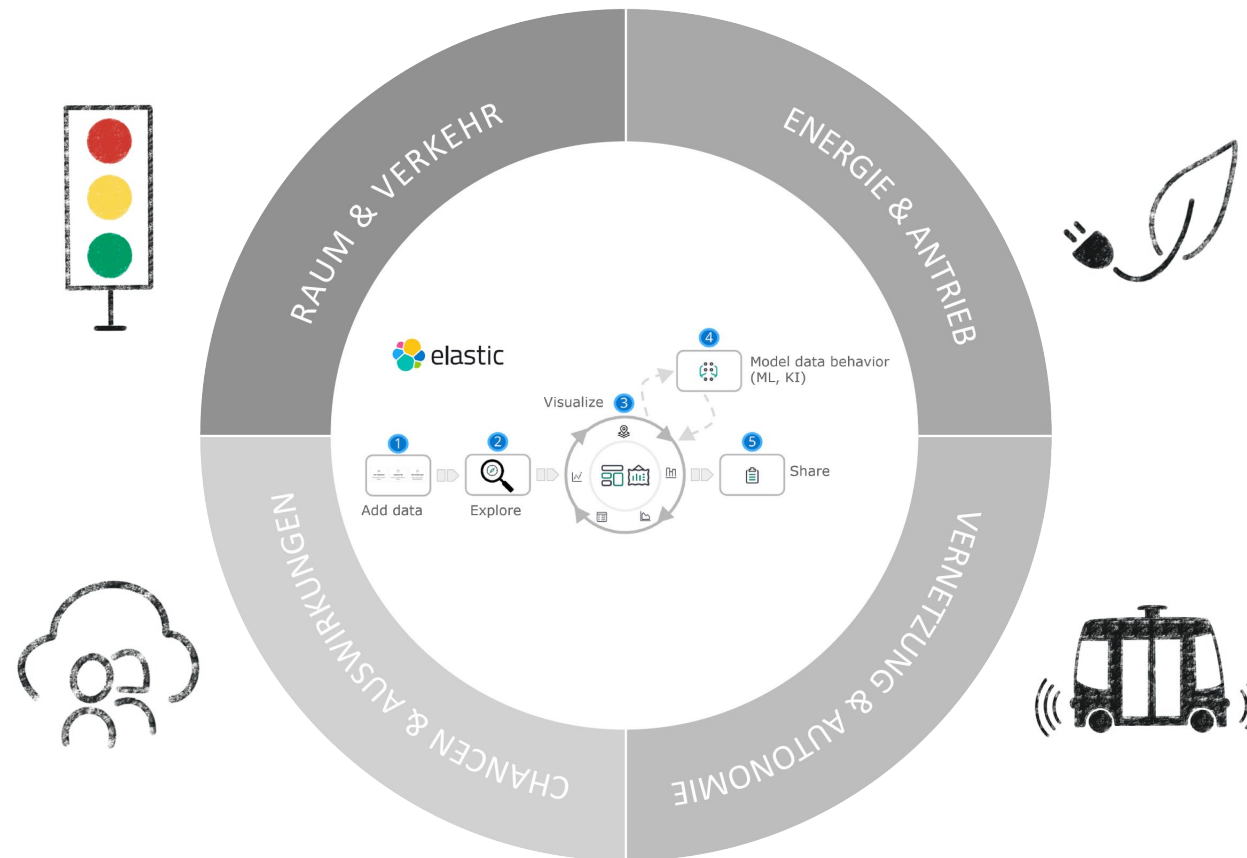 RAUM & VERKEHR
ENERGIE & ANTRIEB
elastic
4
Model data behavior
(ML, KI)
Visualize 3
1
2
5
Share
Add data
Explore
CHANCEN & AUSWIRKUNGEN
VERNETZUNG & AUTONOMIE